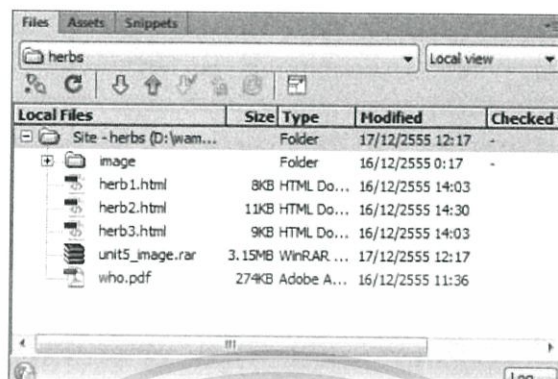 Files Assets Snippets
herbs Local view
Local Files Size Type Modified Checked
Site - herbs (D:\wam... Folder 17/12/2555 12:17 -
image Folder 16/12/2555 0:17 -
herb1.html 8KB HTML Do... 16/12/2555 14:03
herb2.html 11KB HTML Do... 16/12/2555 14:30
herb3.html 9KB HTML Do... 16/12/2555 14:03
unit5_image.rar 3.15MB WinRAR ... 17/12/2555 12:17
who.pdf 274KB Adobe A... 16/12/2555 11:36
Log...